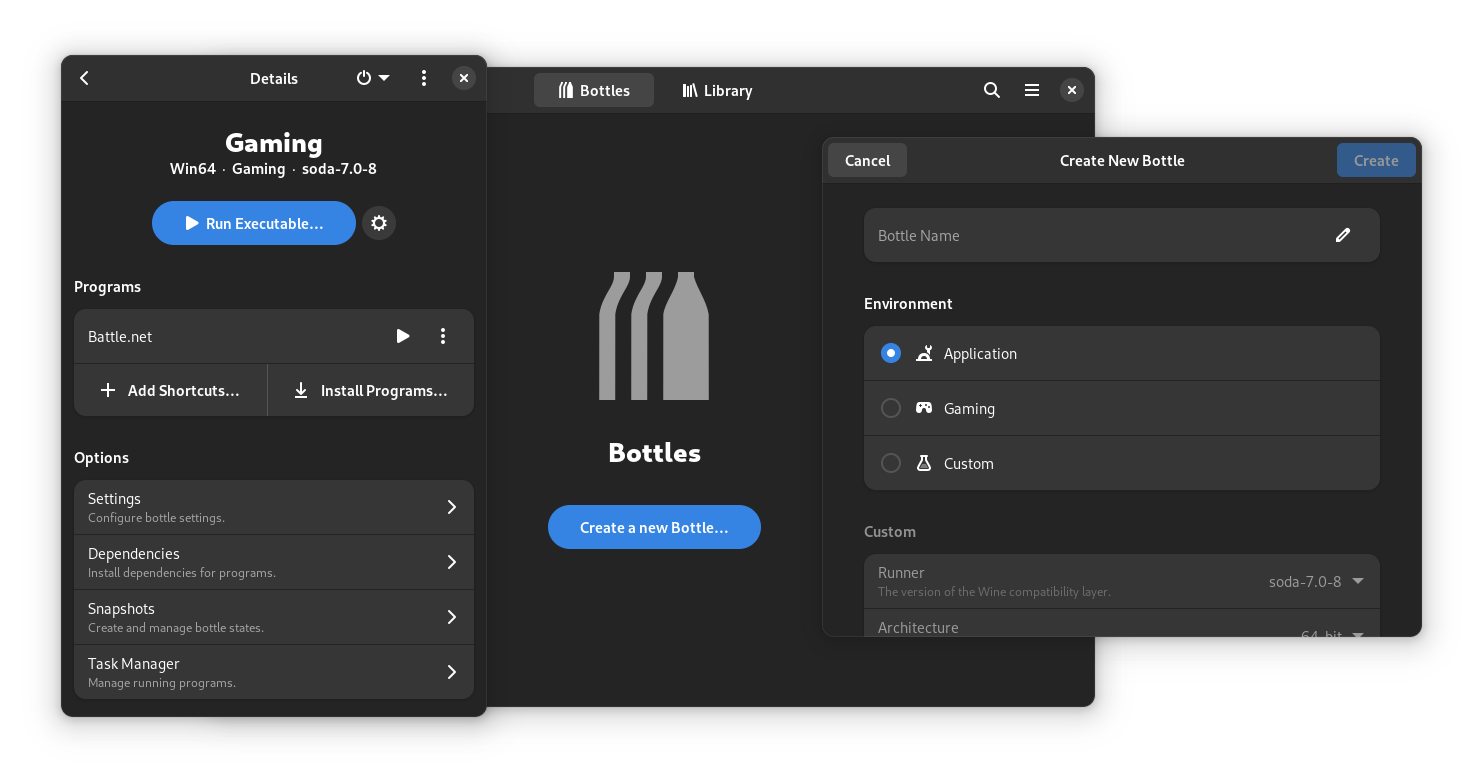 Details
Gaming
Win64 · Gaming · soda-7.0-8
Run Executable...
Programs
Battle.net
Add Shortcuts...
Install Programs...
Options
Settings
Configure bottle settings.
Dependencies
Install dependencies for programs.
Snapshots
Create and manage bottle states.
Task Manager
Manage running programs.
Bottles
Library
Bottles
Create a new Bottle...
Cancel
Create New Bottle
Create
Bottle Name
Environment
Application
Gaming
Custom
Custom
Runner
The version of the Wine compatibility layer.
soda-7.0-8
Architecture
64-bit